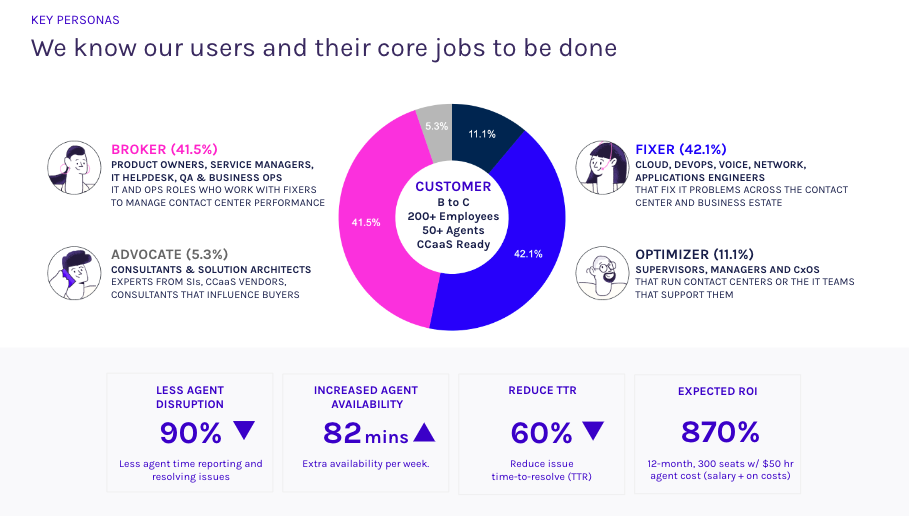 KEY PERSONAS
We know our users and their core jobs to be done
BROKER (41.5%)
PRODUCT OWNERS, SERVICE MANAGERS,
IT HELPDESK, QA & BUSINESS OPS
IT AND OPS ROLES WHO WORK WITH FIXERS
TO MANAGE CONTACT CENTER PERFORMANCE
ADVOCATE (5.3%)
CONSULTANTS & SOLUTION ARCHITECTS
EXPERTS FROM SIs, CCaaS VENDORS,
CONSULTANTS THAT INFLUENCE BUYERS
5.3%
11.1%
41.5%
42.1%
CUSTOMER
B to C
200+ Employees
50+ Agents
CCaaS Ready
FIXER (42.1%)
CLOUD, DEVOPS, VOICE, NETWORK,
APPLICATIONS ENGINEERS
THAT FIX IT PROBLEMS ACROSS THE CONTACT
CENTER AND BUSINESS ESTATE
OPTIMIZER (11.1%)
SUPERVISORS, MANAGERS AND CxOS
THAT RUN CONTACT CENTERS OR THE IT TEAMS
THAT SUPPORT THEM
LESS AGENT
DISRUPTION
90%
Less agent time reporting and
resolving issues
INCREASED AGENT
AVAILABILITY
82 mins
Extra availability per week.
REDUCE TTR
60%
Reduce issue
time-to-resolve (TTR)
EXPECTED ROI
870%
12-month, 300 seats w/ $50 hr
agent cost (salary + on costs)